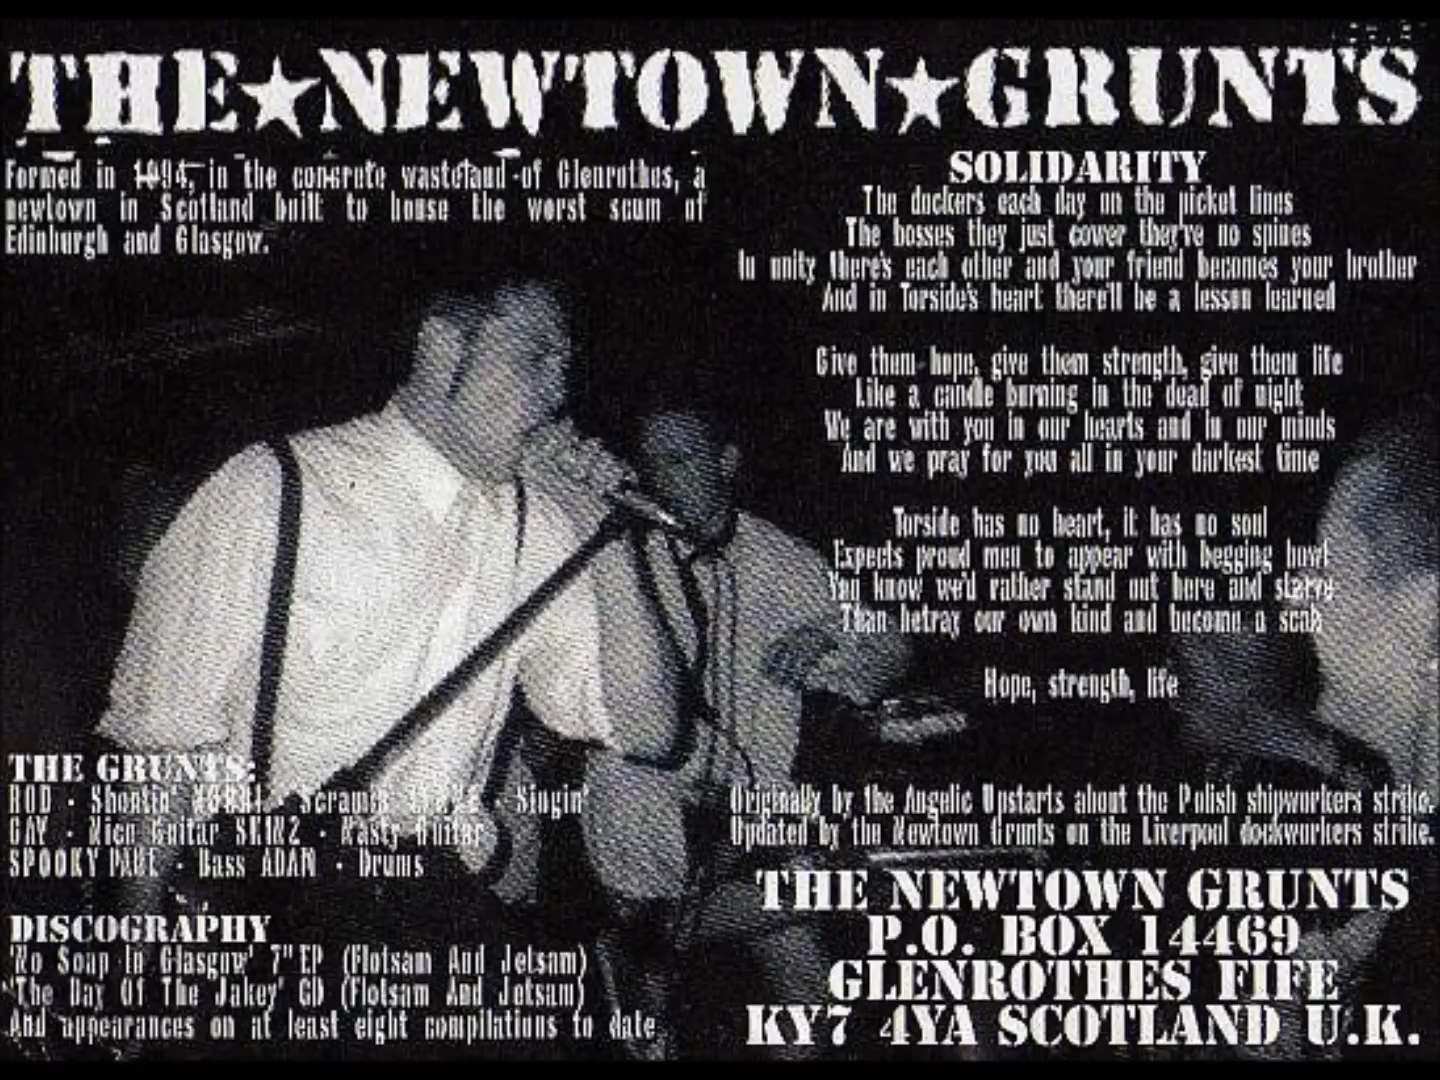 THE★NEWTOWN★GRUNTS
Formed in 1994, in the concrete wasteland of Glenrothes, a
newtown in Scotland built to house the worst scum of
Edinburgh and Glasgow.
THE GRUNTS:
ROD - Shoutin' - Screamin' - Singin'
GAV - Nice Guitar - Nasty Guitar
SPOOKY - Bass ADAM - Drums
DISCOGRAPHY
'No Soap In Glasgow' 7" EP (Flotsam And Jetsam)
'The Day Of The Jakey' CD (Flotsam And Jetsam)
And appearances on at least eight compilations to date
SOLIDARITY
The dockers each day on the picket lines
The bosses they just cower they've no spines
In unity there's each other and your friend becomes your brother
And in Torside's heart there'll be a lesson learned
Give them hope, give them strength, give them life
Like a candle burning in the dead of night
We are with you in our hearts and in our minds
And we pray for you all in your darkest time
Torside has no heart, it has no soul
Expects proud men to appear with begging bowl
You know we'd rather stand out here and starve
Than betray our own kind and become a scab
Hope, strength, life
Originally by the Angelic Upstarts about the Polish shipworkers strike.
Updated by the Newtown Grunts on the Liverpool dockworkers strike.
THE NEWTOWN GRUNTS
P.O. BOX 14469
GLENROTHES FIFE
KY7 4YA SCOTLAND U.K.